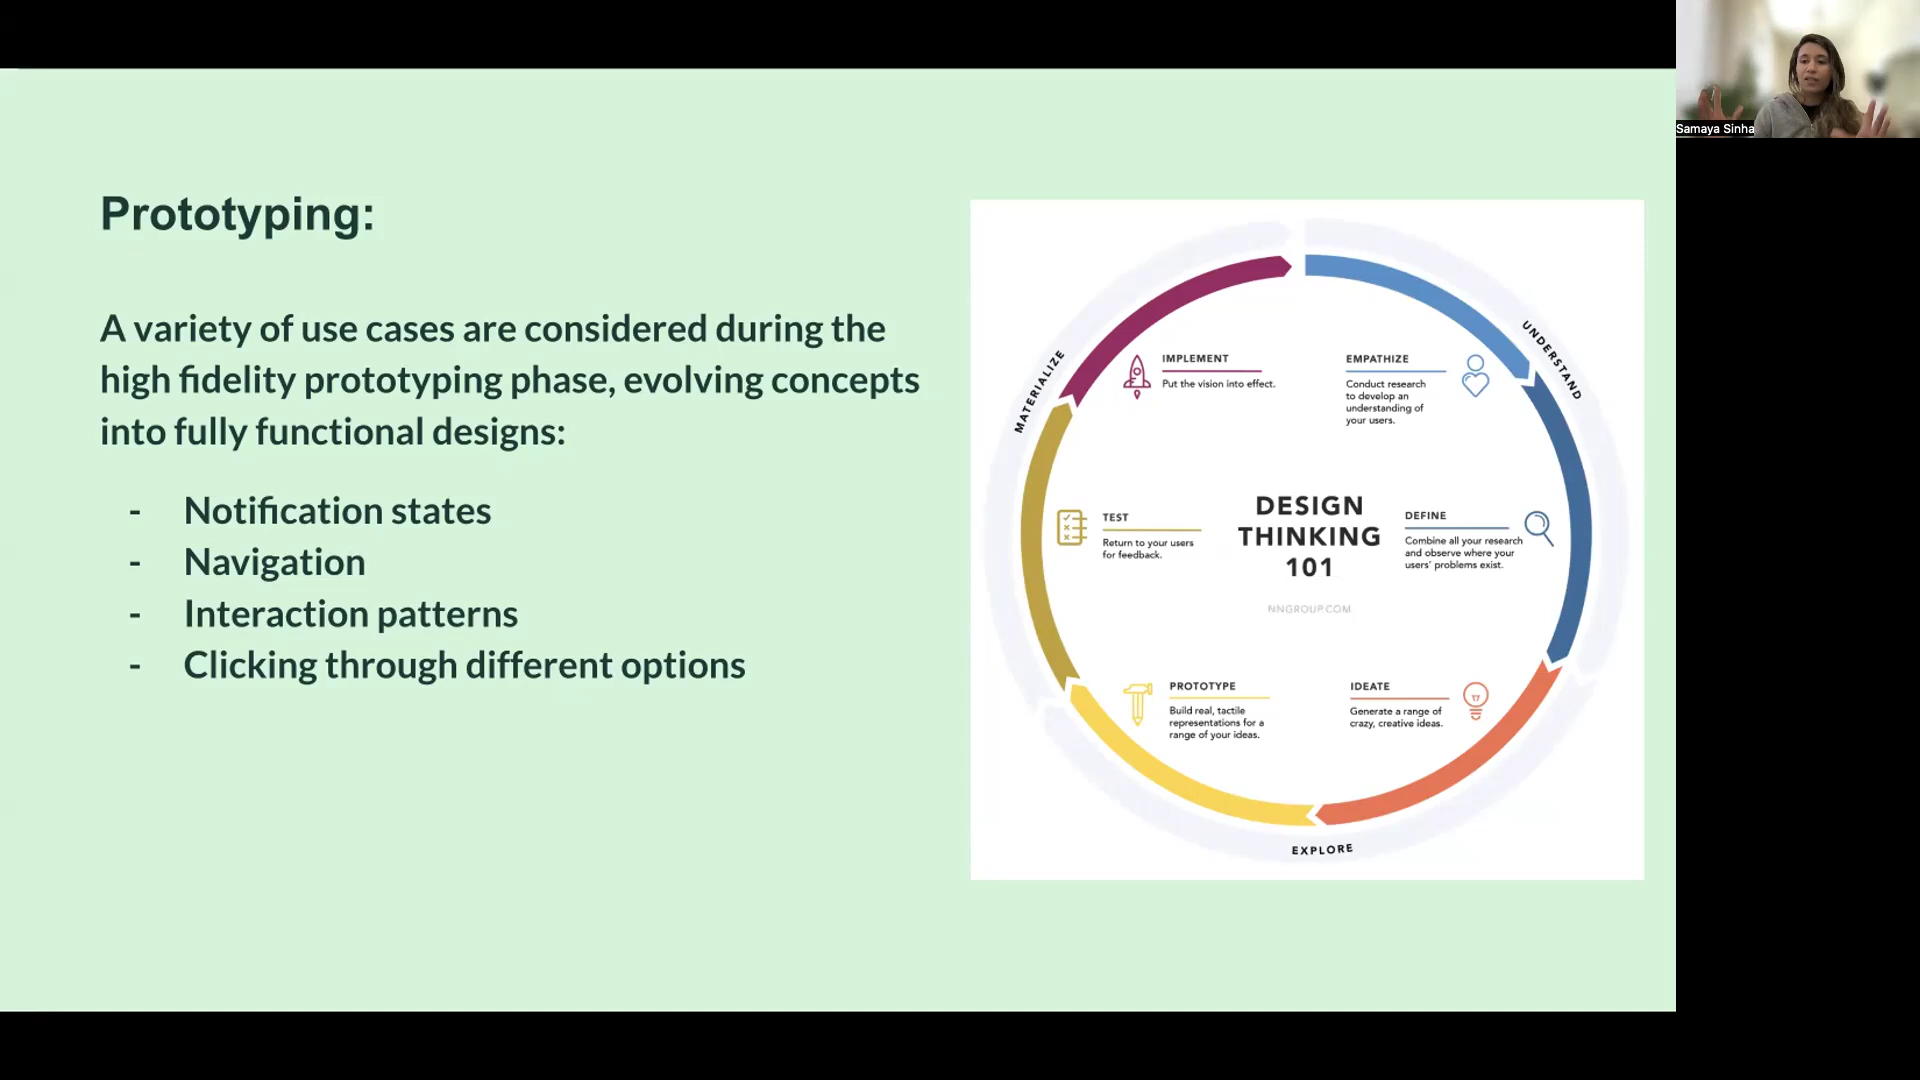 Samaya Sinha
Prototyping:
A variety of use cases are considered during the
high fidelity prototyping phase, evolving concepts
into fully functional designs:
- Notification states
- Navigation
- Interaction patterns
- Clicking through different options
UNDERSTAND
EMPATHIZE
Conduct research
to develop an
understanding of
your users.
DEFINE
Combine all your research
and observe where your
users' problems exist.
EXPLORE
IDEATE
Generate a range of
crazy, creative ideas.
PROTOTYPE
Build real, tactile
representations for a
range of your ideas.
MATERIALIZE
TEST
Return to your users
for feedback.
IMPLEMENT
Put the vision into effect.
DESIGN
THINKING
101
NNGROUP.COM